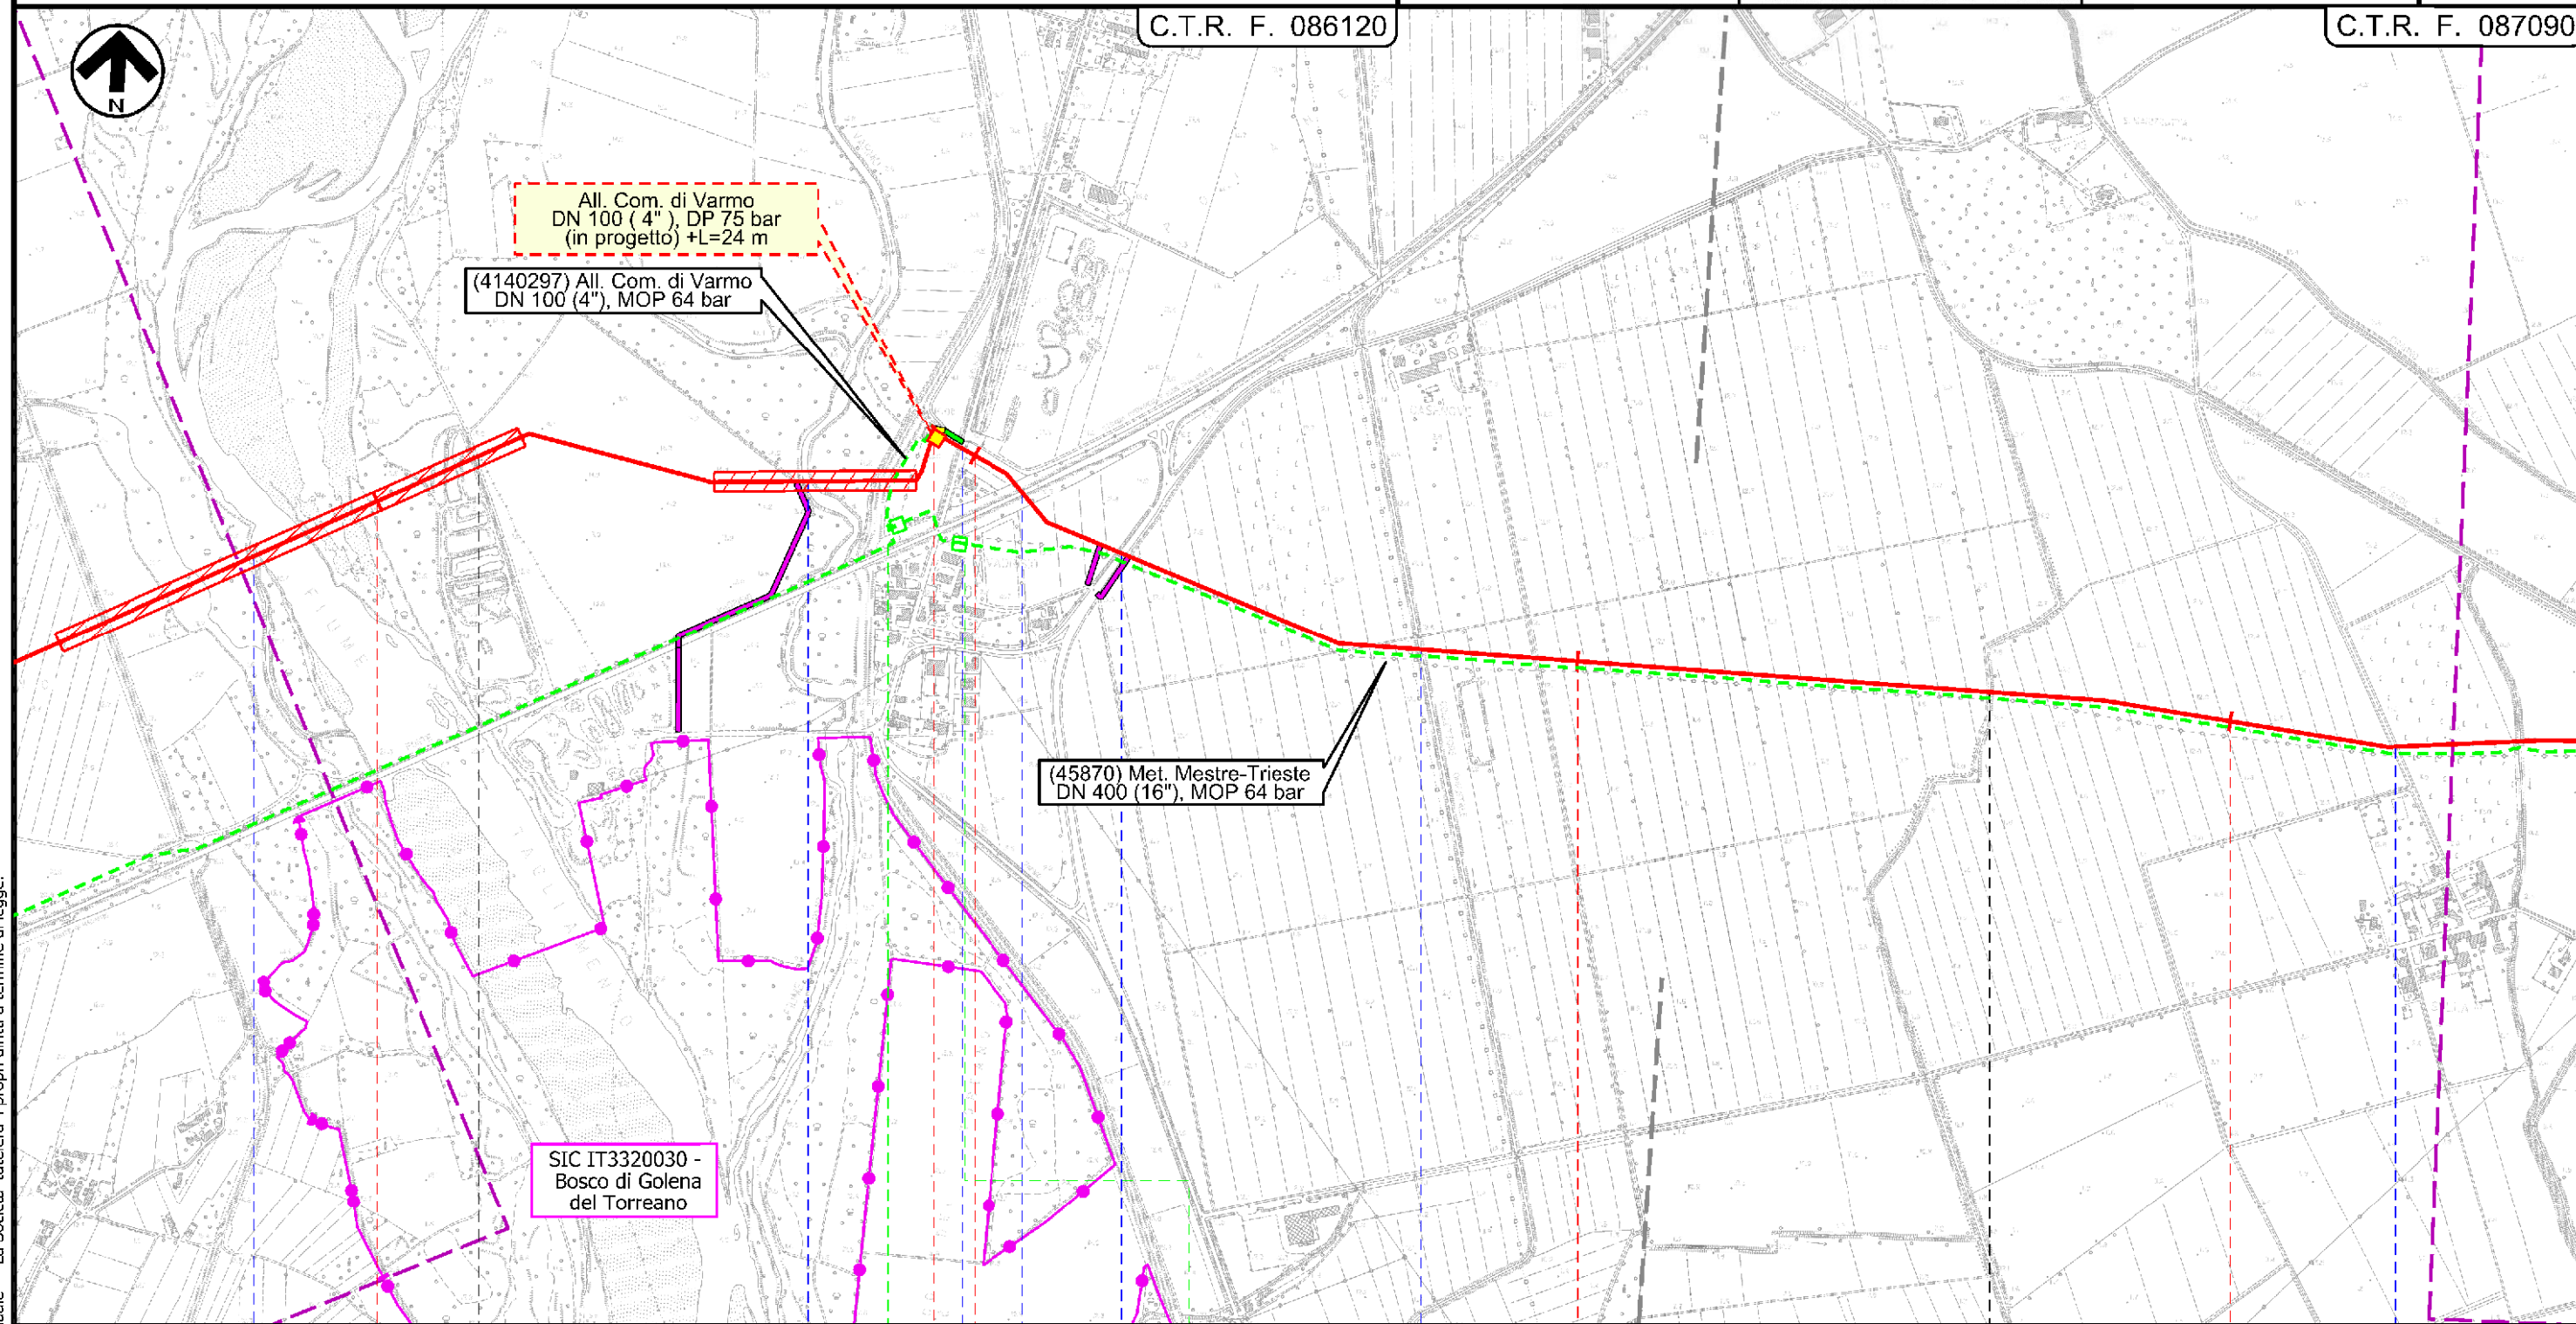 C.T.R. F. 086120
C.T.R. F. 087090
N
All. Com. di Varmo
DN 100 ( 4" ), DP 75 bar
(in progetto) +L=24 m
(4140297) All. Com. di Varmo
DN 100 (4"), MOP 64 bar
(45870) Met. Mestre-Trieste
DN 400 (16"), MOP 64 bar
SIC IT3320030 -
Bosco di Golena
del Torreano